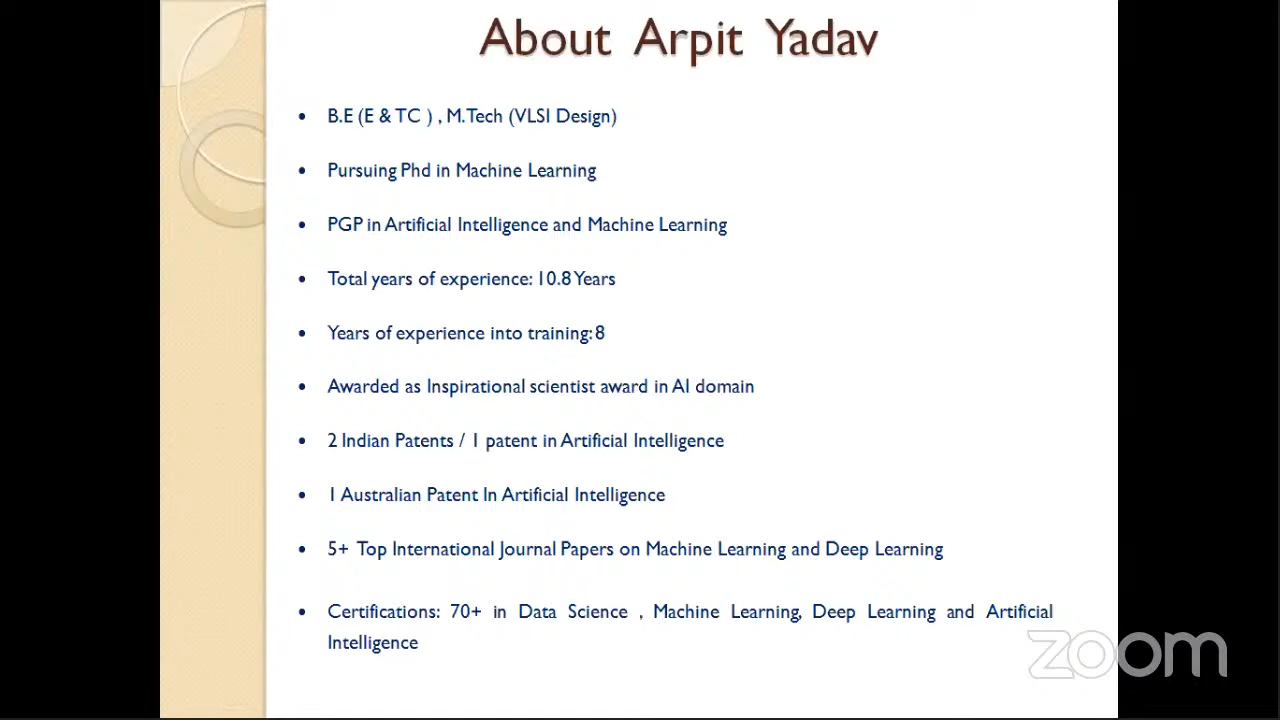 About Arpit Yadav
• B.E (E & TC ) , M.Tech (VLSI Design)
• Pursuing Phd in Machine Learning
• PGP in Artificial Intelligence and Machine Learning
• Total years of experience: 10.8 Years
• Years of experience into training: 8
• Awarded as Inspirational scientist award in AI domain
• 2 Indian Patents / 1 patent in Artificial Intelligence
• 1 Australian Patent In Artificial Intelligence
• 5+ Top International Journal Papers on Machine Learning and Deep Learning
• Certifications: 70+ in Data Science , Machine Learning, Deep Learning and Artificial
Intelligence
zoom